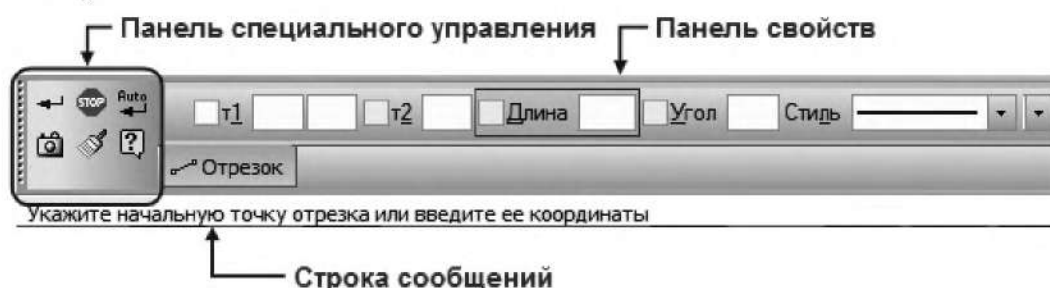 Панель специального управления Панель свойств
STOP Auto
т1 т2 Длина Угол Стиль
Отрезок
Укажите начальную точку отрезка или введите ее координаты
Строка сообщений